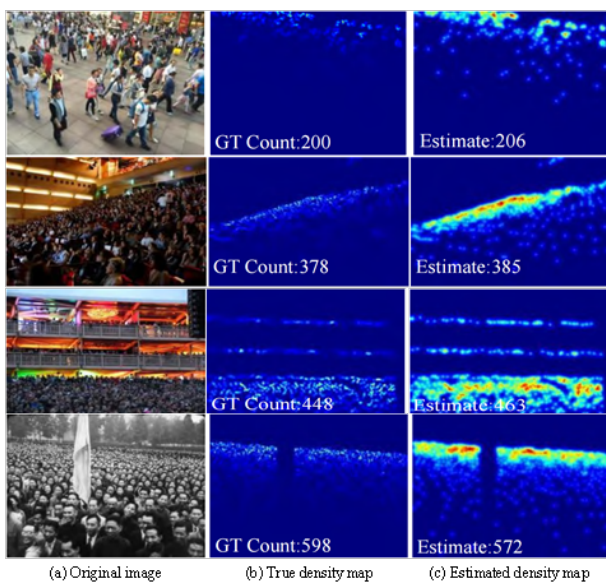 GT Count:200
Estimate:206
GT Count:378
Estimate:385
GT Count:448
Estimate:463
GT Count:598
Estimate:572
(a) Original image
(b) True density map
(c) Estimated density map